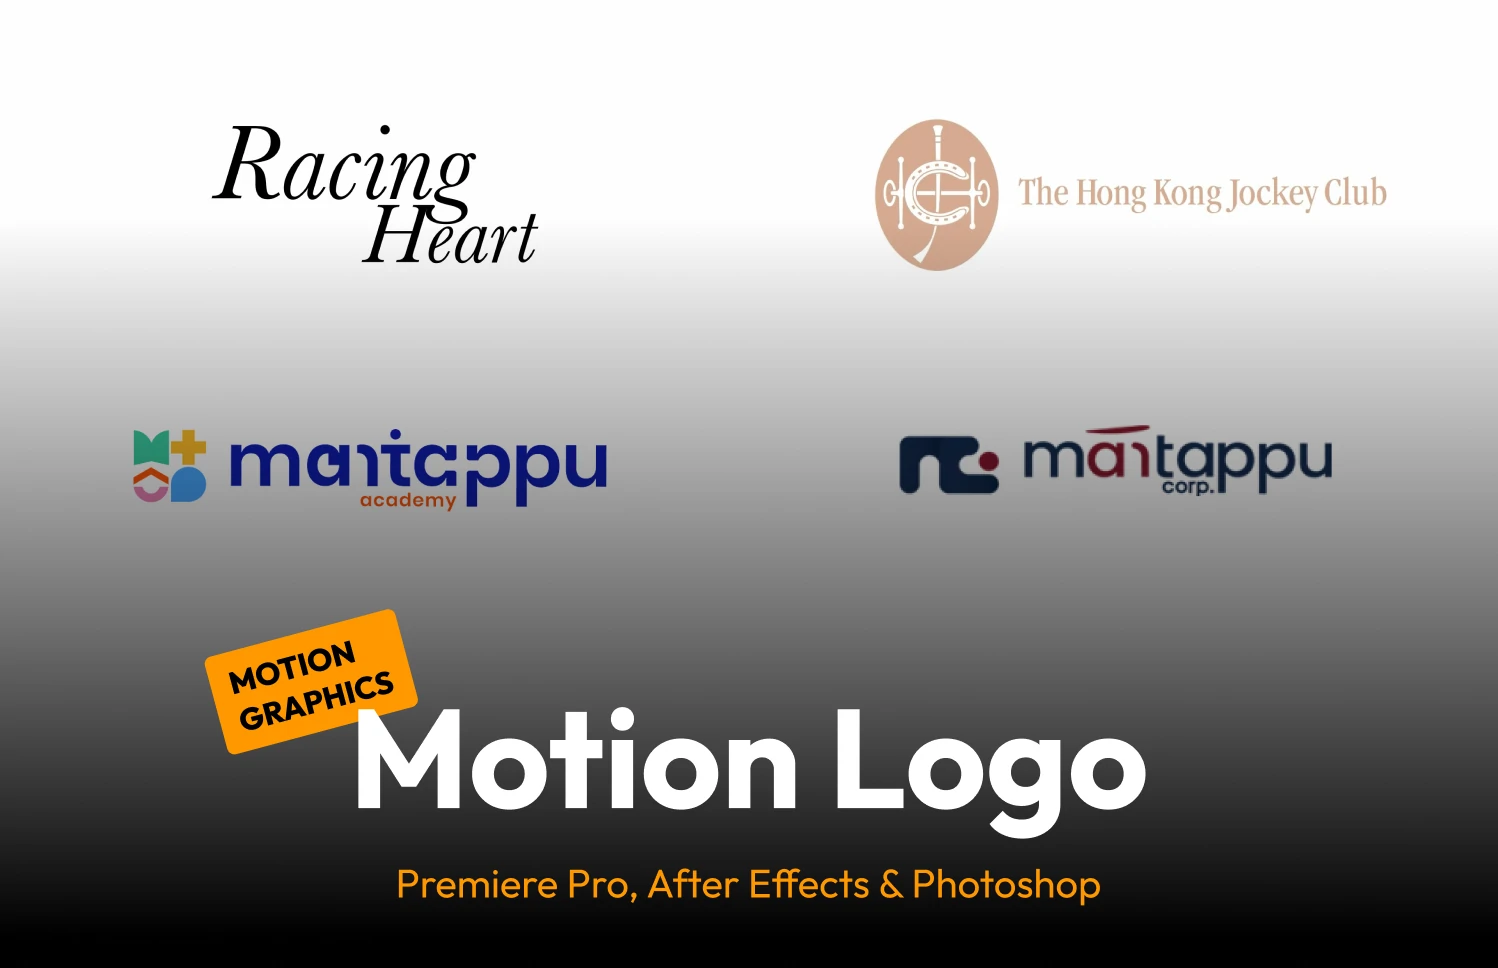 Racing
Heart
The Hong Kong Jockey Club
mantappu
academy
mantappu
corp.
MOTION
GRAPHICS
Motion Logo
Premiere Pro, After Effects & Photoshop